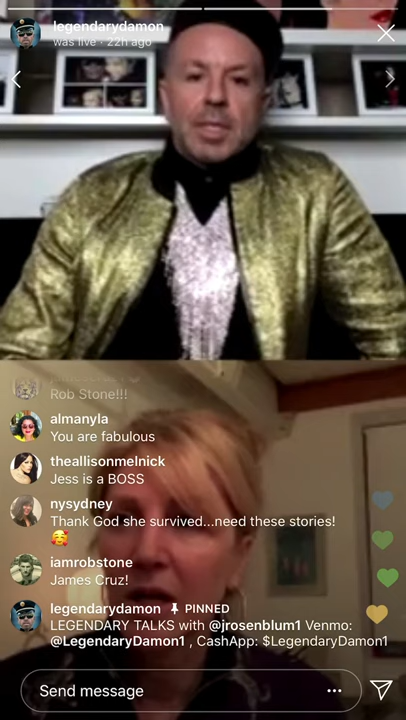 legendarydamon
was live · 22h ago
Rob Stone!!!
almanyla
You are fabulous
theallisonmelnick
Jess is a BOSS
nysydney
Thank God she survived...need these stories!
🥰
iamrobstone
James Cruz!
legendarydamon PINNED
LEGENDARY TALKS with @jrosenblum1 Venmo:
@LegendaryDamon1 , CashApp: $LegendaryDamon1
Send message